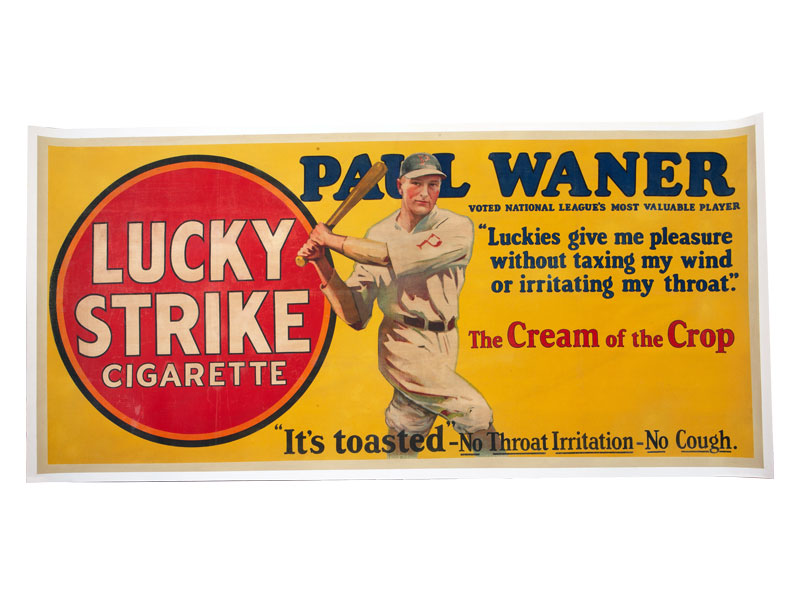 PAUL WANER
VOTED NATIONAL LEAGUE'S MOST VALUABLE PLAYER
LUCKY
STRIKE
CIGARETTE
"Luckies give me pleasure
without taxing my wind
or irritating my throat."
The Cream of the Crop
"It's toasted"-No Throat Irritation-No Cough.
P